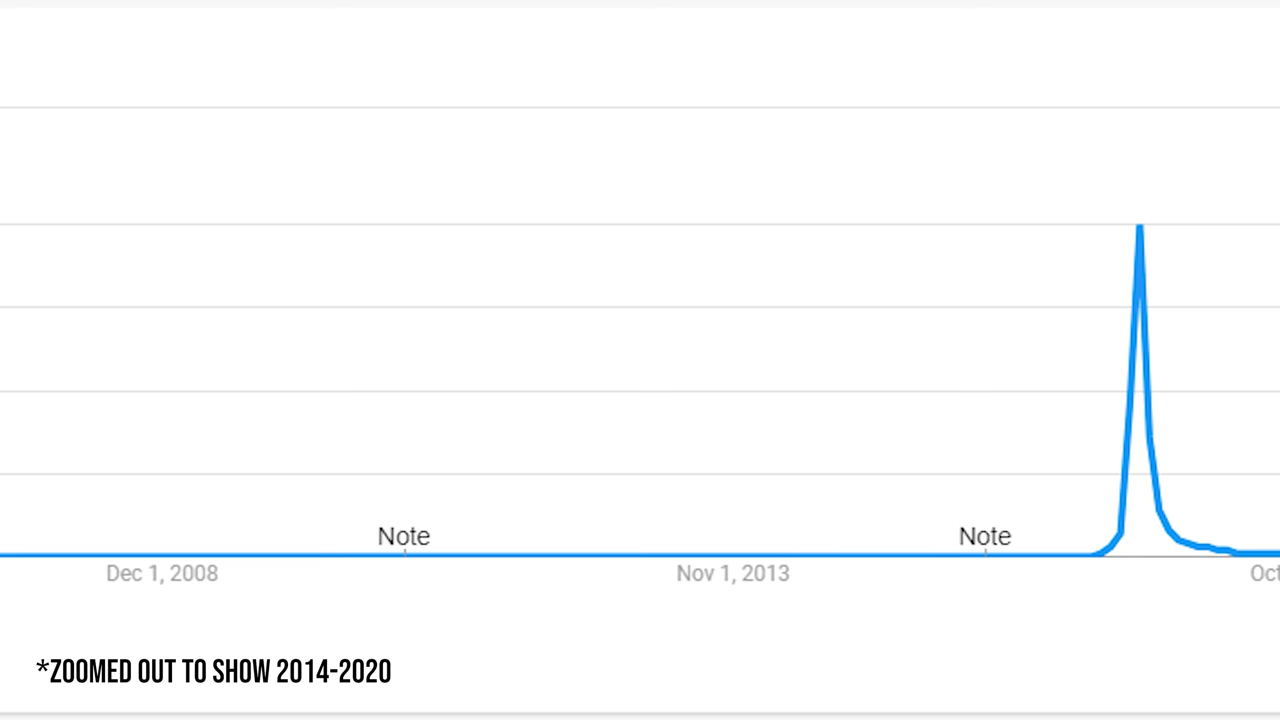 Note Note
Dec 1, 2008 Nov 1, 2013 Oct
*ZOOMED OUT TO SHOW 2014-2020